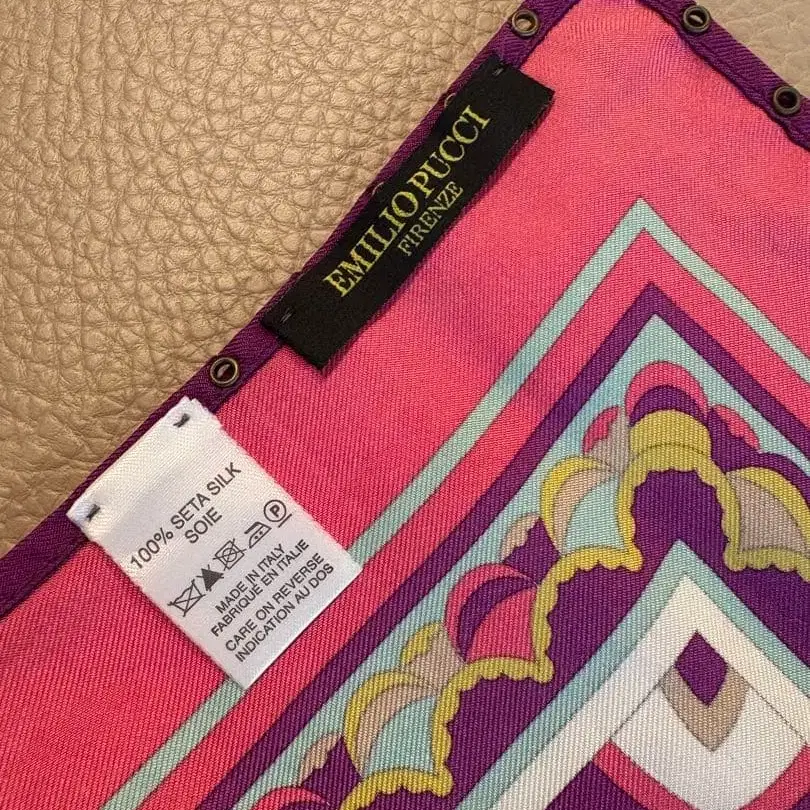 EMILIO PUCCI
FIRENZE
100% SETA SILK
SOIE
P
MADE IN ITALY
FABRIQUE EN ITALIE
CARE ON REVERSE
INDICATION AU DOS